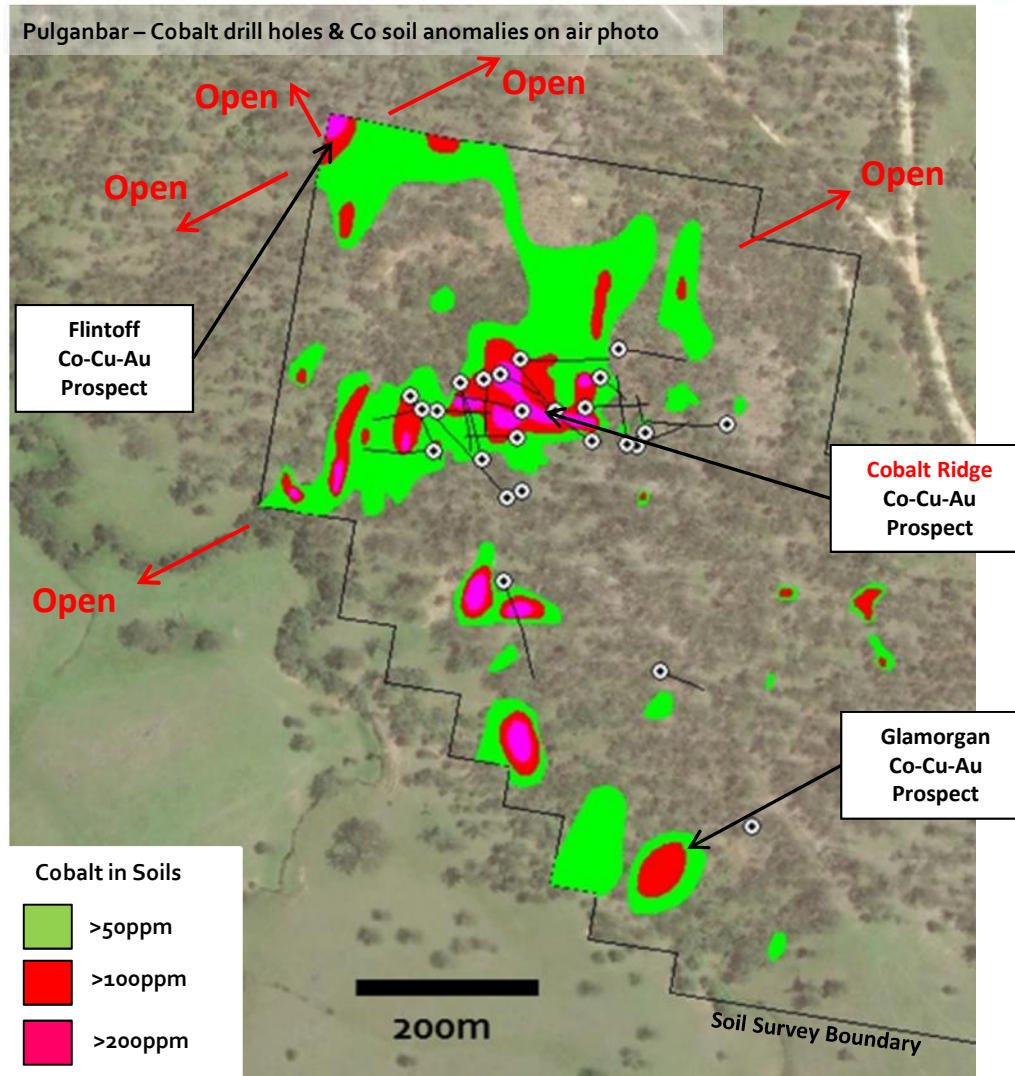 Pulganbar – Cobalt drill holes & Co soil anomalies on air photo
Open
Open
Open
Open
Flintoff
Co-Cu-Au
Prospect
Cobalt Ridge
Co-Cu-Au
Prospect
Open
Glamorgan
Co-Cu-Au
Prospect
Cobalt in Soils
>50ppm
>100ppm
>200ppm
200m
Soil Survey Boundary